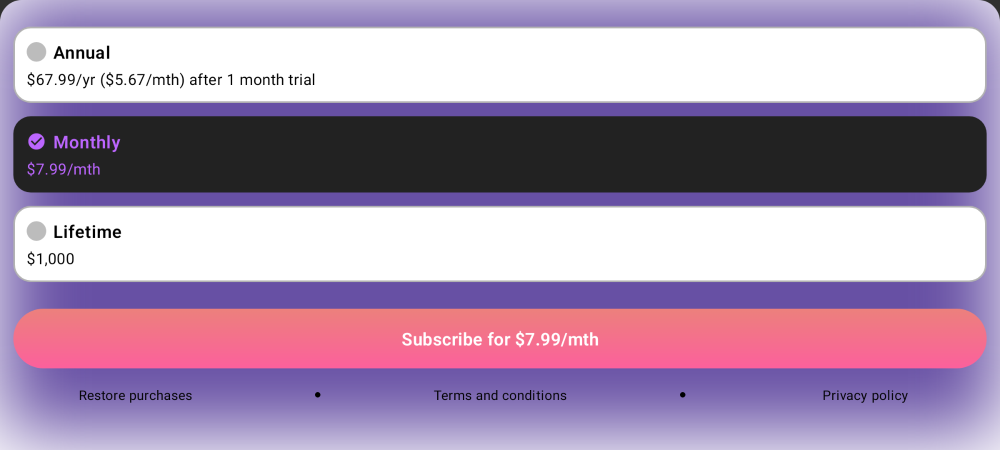 Annual
$67.99/yr ($5.67/mth) after 1 month trial
Monthly
$7.99/mth
Lifetime
$1,000
Subscribe for $7.99/mth
Restore purchases • Terms and conditions • Privacy policy